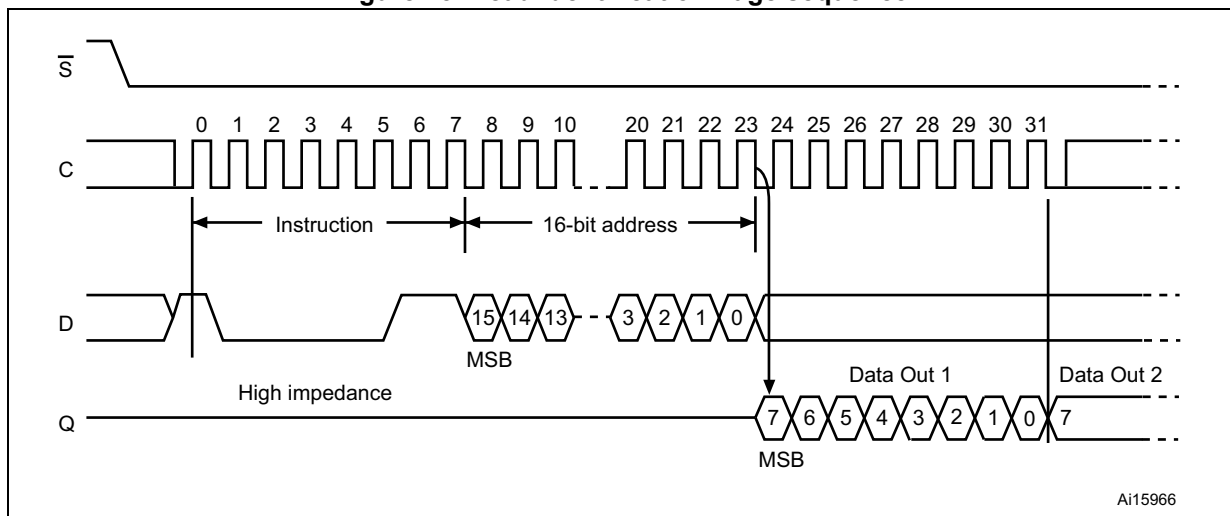 S
0 1 2 3 4 5 6 7 8 9 10 20 21 22 23 24 25 26 27 28 29 30 31
C
Instruction 16-bit address
D 15 14 13 3 2 1 0
MSB
High impedance Data Out 1 Data Out 2
Q 7 6 5 4 3 2 1 0 7
MSB
Ai15966